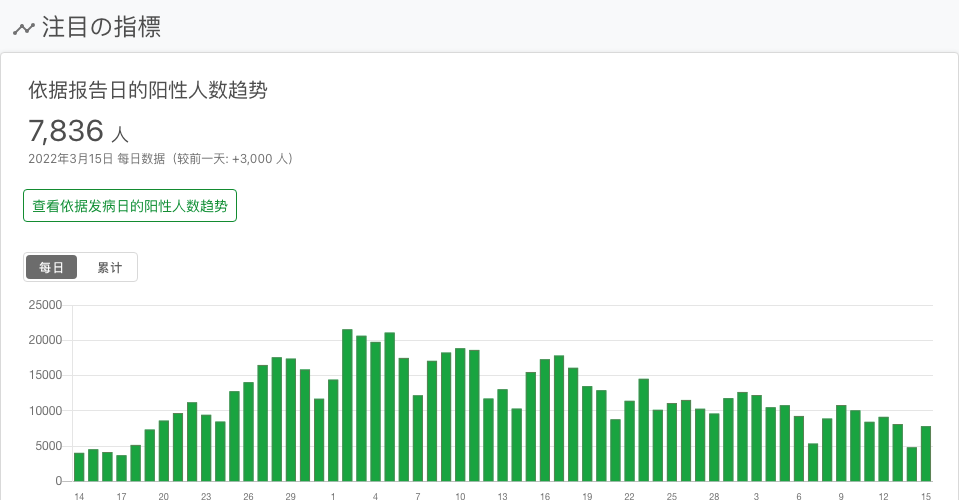 注目の指標
依据报告日的阳性人数趋势
7,836 人
2022年3月15日 每日数据（较前一天: +3,000 人）
查看依据发病日的阳性人数趋势
每日 累计
25000
20000
15000
10000
5000
0
14 17 20 23 26 29 1 4 7 10 13 16 19 22 25 28 3 6 9 12 15